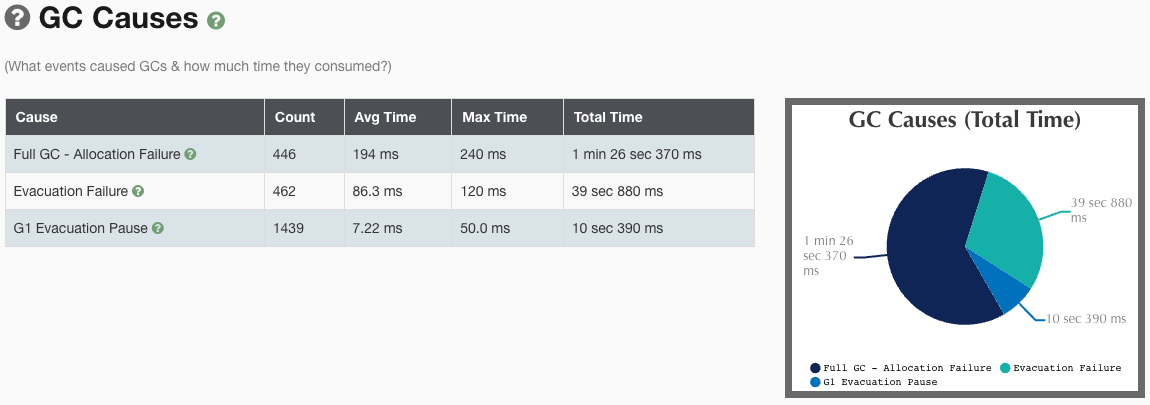 ? GC Causes ?
(What events caused GCs & how much time they consumed?)
Cause Count Avg Time Max Time Total Time
Full GC - Allocation Failure ? 446 194 ms 240 ms 1 min 26 sec 370 ms
Evacuation Failure ? 462 86.3 ms 120 ms 39 sec 880 ms
G1 Evacuation Pause ? 1439 7.22 ms 50.0 ms 10 sec 390 ms
GC Causes (Total Time)
39 sec 880
ms
1 min 26
sec 370
ms
10 sec 390 ms
Full GC - Allocation Failure Evacuation Failure
G1 Evacuation Pause